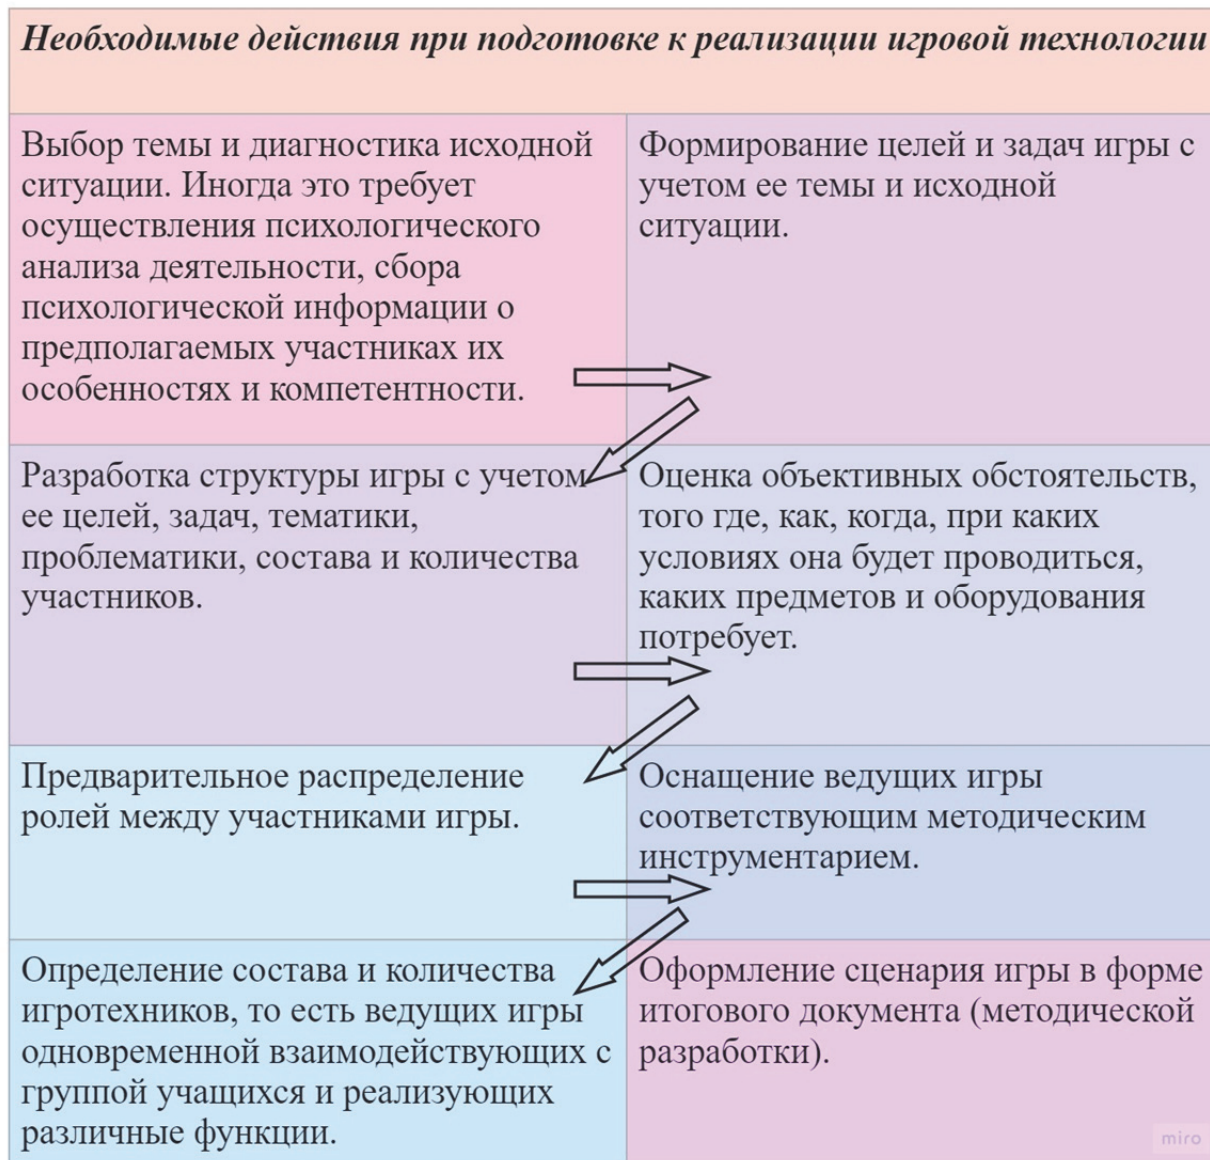 Необходимые действия при подготовке к реализации игровой технологии
Выбор темы и диагностика исходной
ситуации. Иногда это требует
осуществления психологического
анализа деятельности, сбора
психологической информации о
предполагаемых участниках их
особенностях и компетентности.
Формирование целей и задач игры с
учетом ее темы и исходной
ситуации.
Разработка структуры игры с учетом
ее целей, задач, тематики,
проблематики, состава и количества
участников.
Оценка объективных обстоятельств,
того где, как, когда, при каких
условиях она будет проводиться,
каких предметов и оборудования
потребует.
Предварительное распределение
ролей между участниками игры.
Оснащение ведущих игры
соответствующим методическим
инструментарием.
Определение состава и количества
игротехников, то есть ведущих игры
одновременной взаимодействующих с
группой учащихся и реализующих
различные функции.
Оформление сценария игры в форме
итогового документа (методической
разработки).
miro